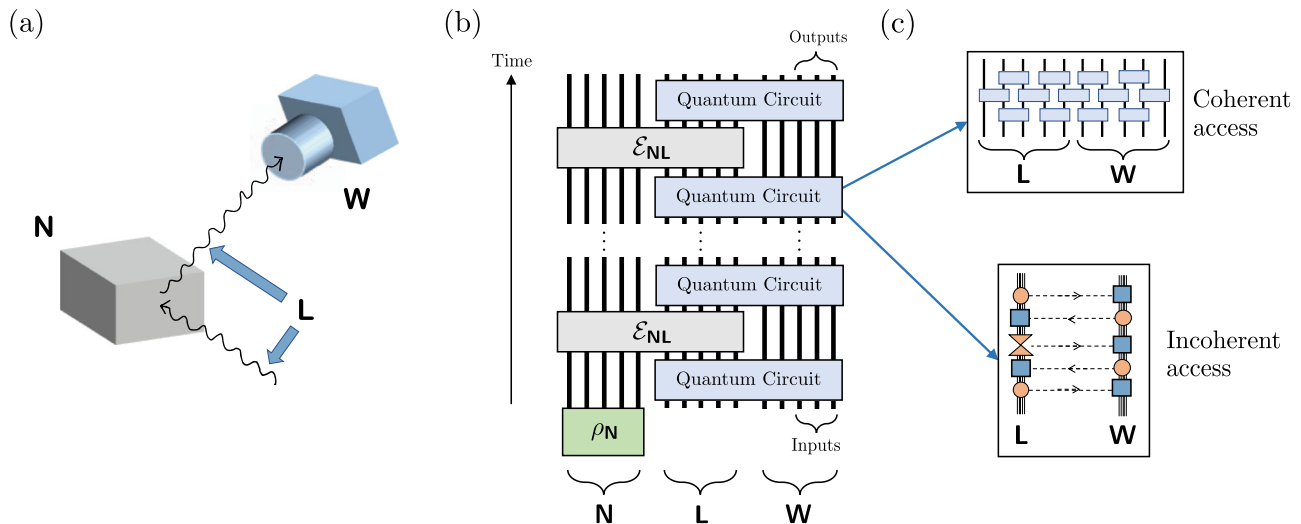 (a)
N
W
L
(b)
Time
Outputs
Quantum Circuit
𝓔NL
Quantum Circuit
Quantum Circuit
𝓔NL
Quantum Circuit
ρN
Inputs
N
L
W
(c)
L
W
Coherent
access
L
W
Incoherent
access